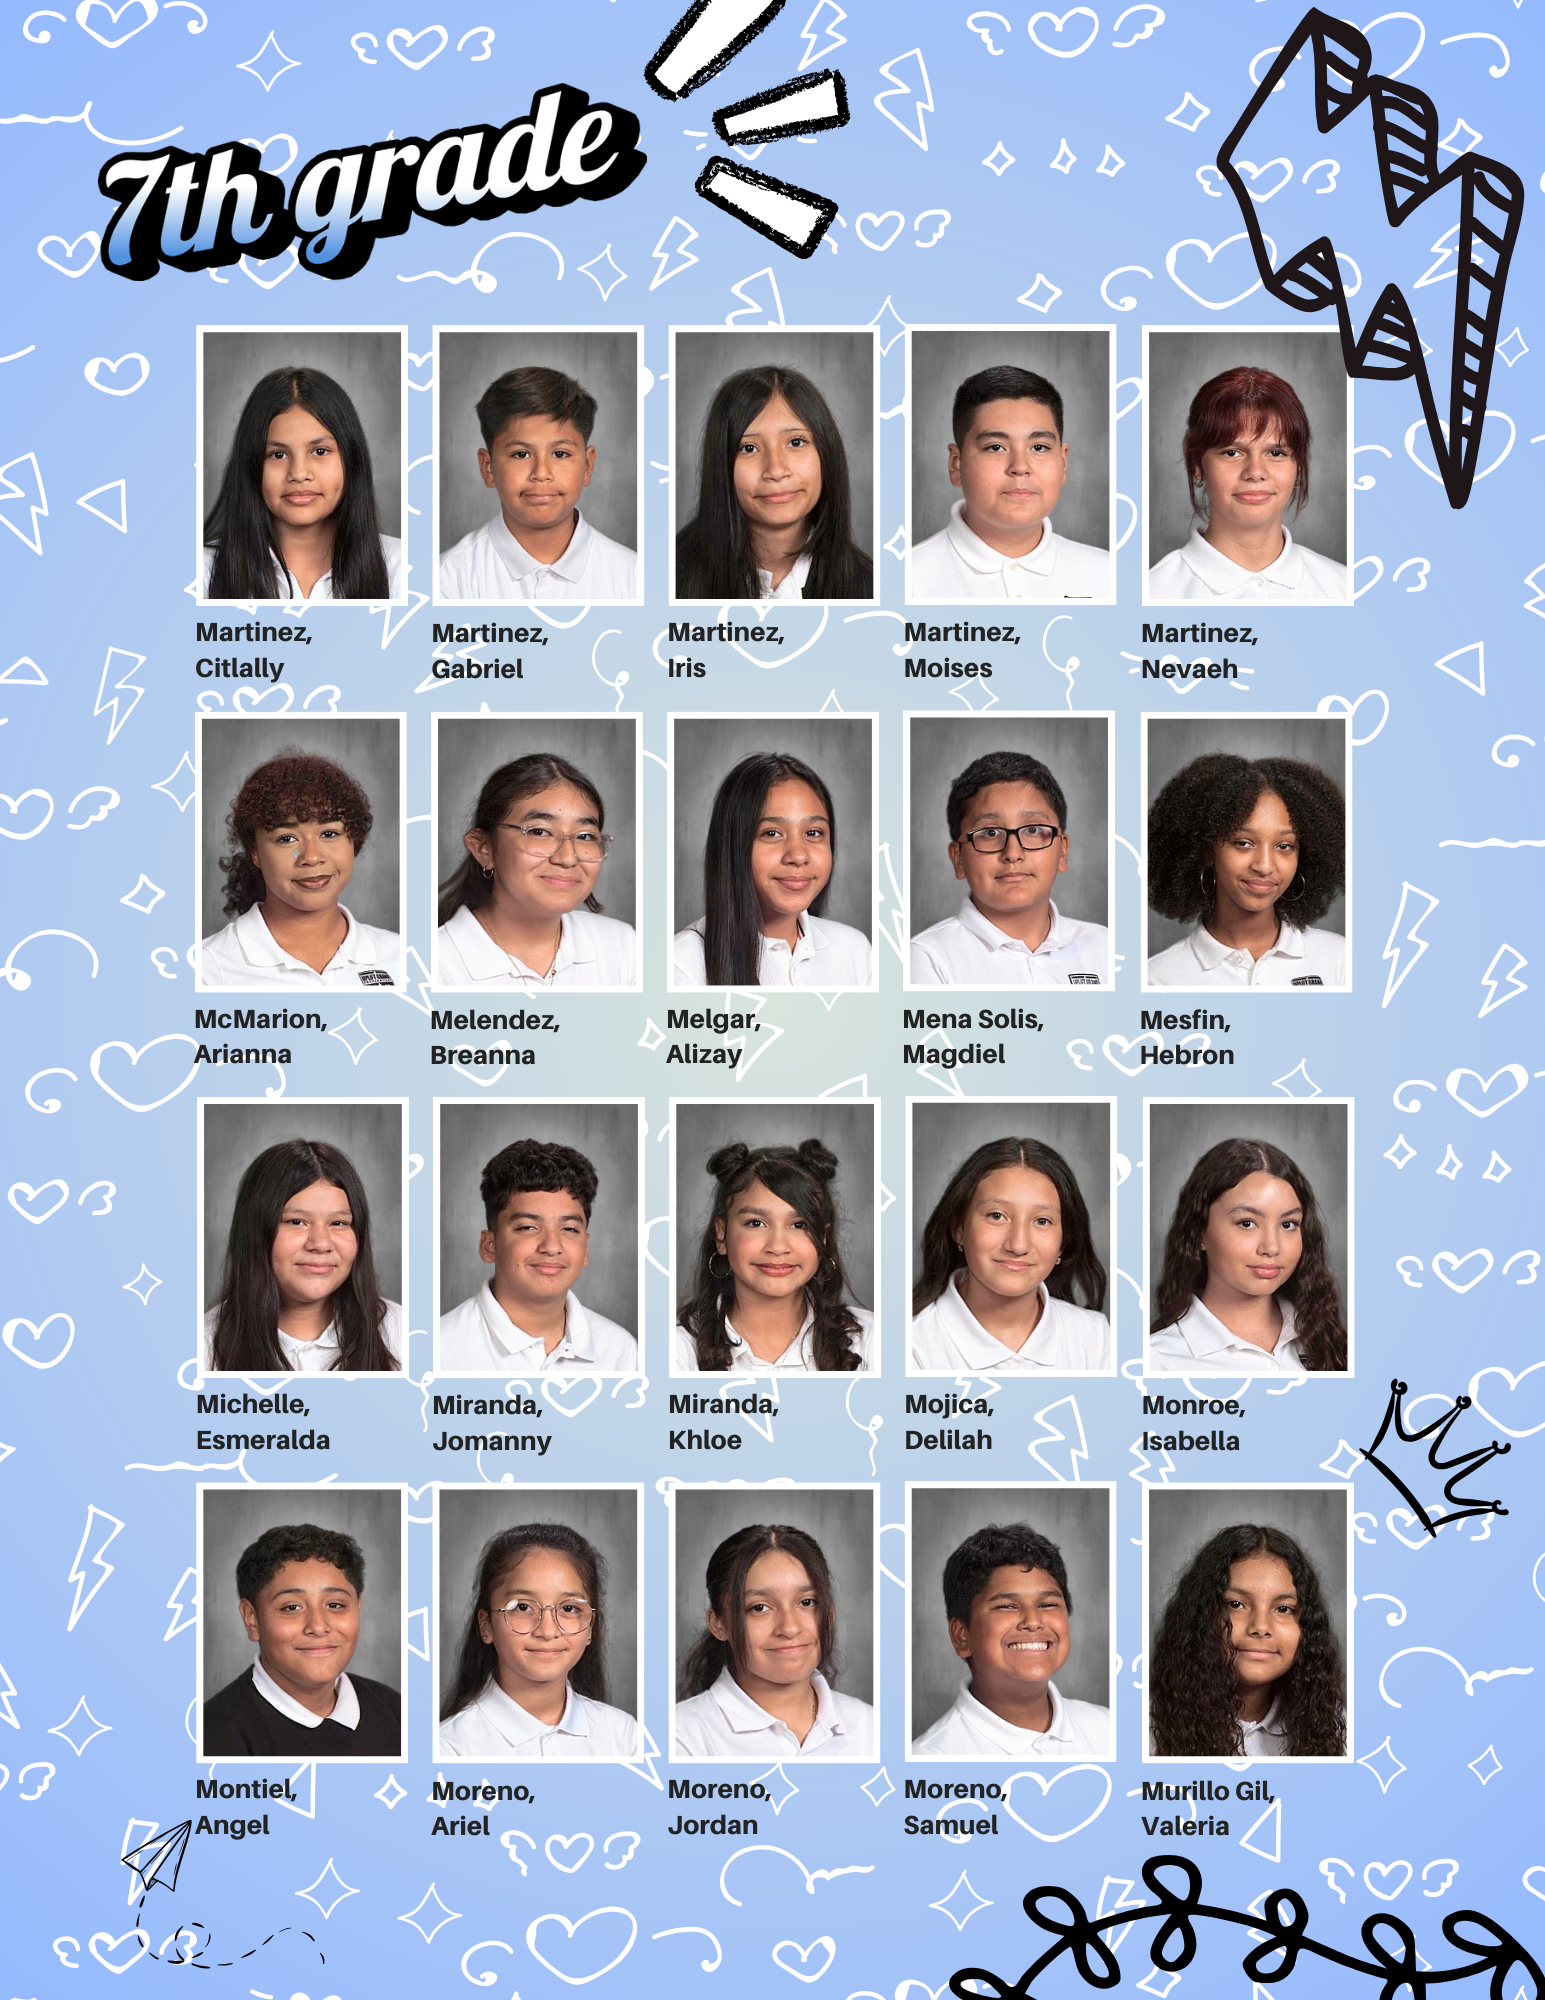 7th grade
Martinez,
Citlally
Martinez,
Gabriel
Martinez,
Iris
Martinez,
Moises
Martinez,
Nevaeh
McMarion,
Arianna
Melendez,
Breanna
Melgar,
Alizay
Mena Solis,
Magdiel
Mesfin,
Hebron
Michelle,
Esmeralda
Miranda,
Jomanny
Miranda,
Khloe
Mojica,
Delilah
Monroe,
Isabella
Montiel,
Angel
Moreno,
Ariel
Moreno,
Jordan
Moreno,
Samuel
Murillo Gil,
Valeria